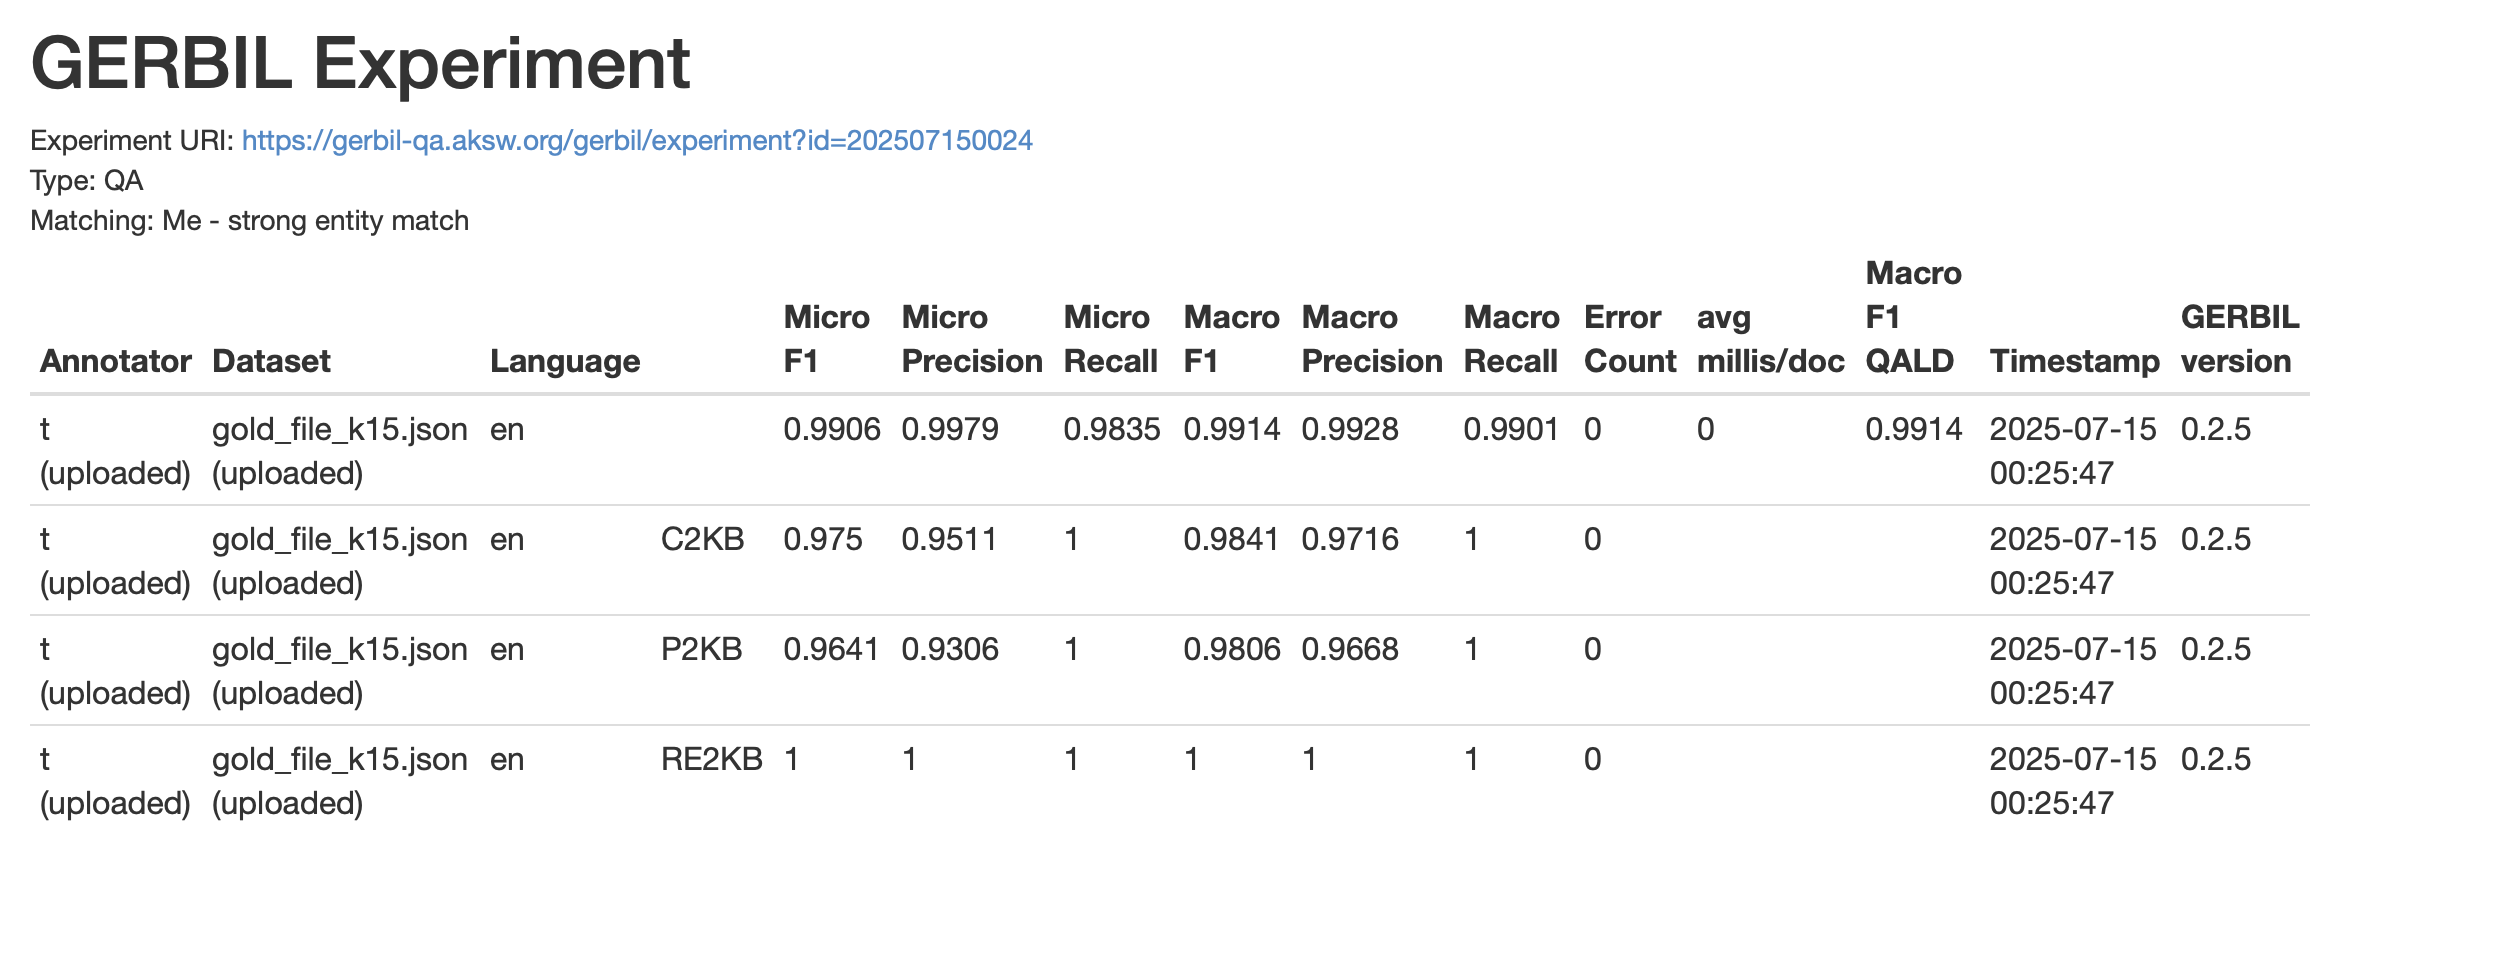 GERBIL Experiment
Experiment URI: https://gerbil-qa.aksw.org/gerbil/experiment?id=202507150024
Type: QA
Matching: Me - strong entity match
Annotator Dataset Language Micro F1 Micro Precision Micro Recall Macro F1 Macro Precision Macro Recall Error Count avg millis/doc Macro F1 QALD Timestamp GERBIL version
t (uploaded) gold_file_k15.json (uploaded) en 0.9906 0.9979 0.9835 0.9914 0.9928 0.9901 0 0 0.9914 2025-07-15 00:25:47 0.2.5
t (uploaded) gold_file_k15.json (uploaded) en C2KB 0.975 0.9511 1 0.9841 0.9716 1 0 2025-07-15 00:25:47 0.2.5
t (uploaded) gold_file_k15.json (uploaded) en P2KB 0.9641 0.9306 1 0.9806 0.9668 1 0 2025-07-15 00:25:47 0.2.5
t (uploaded) gold_file_k15.json (uploaded) en RE2KB 1 1 1 1 1 1 0 2025-07-15 00:25:47 0.2.5